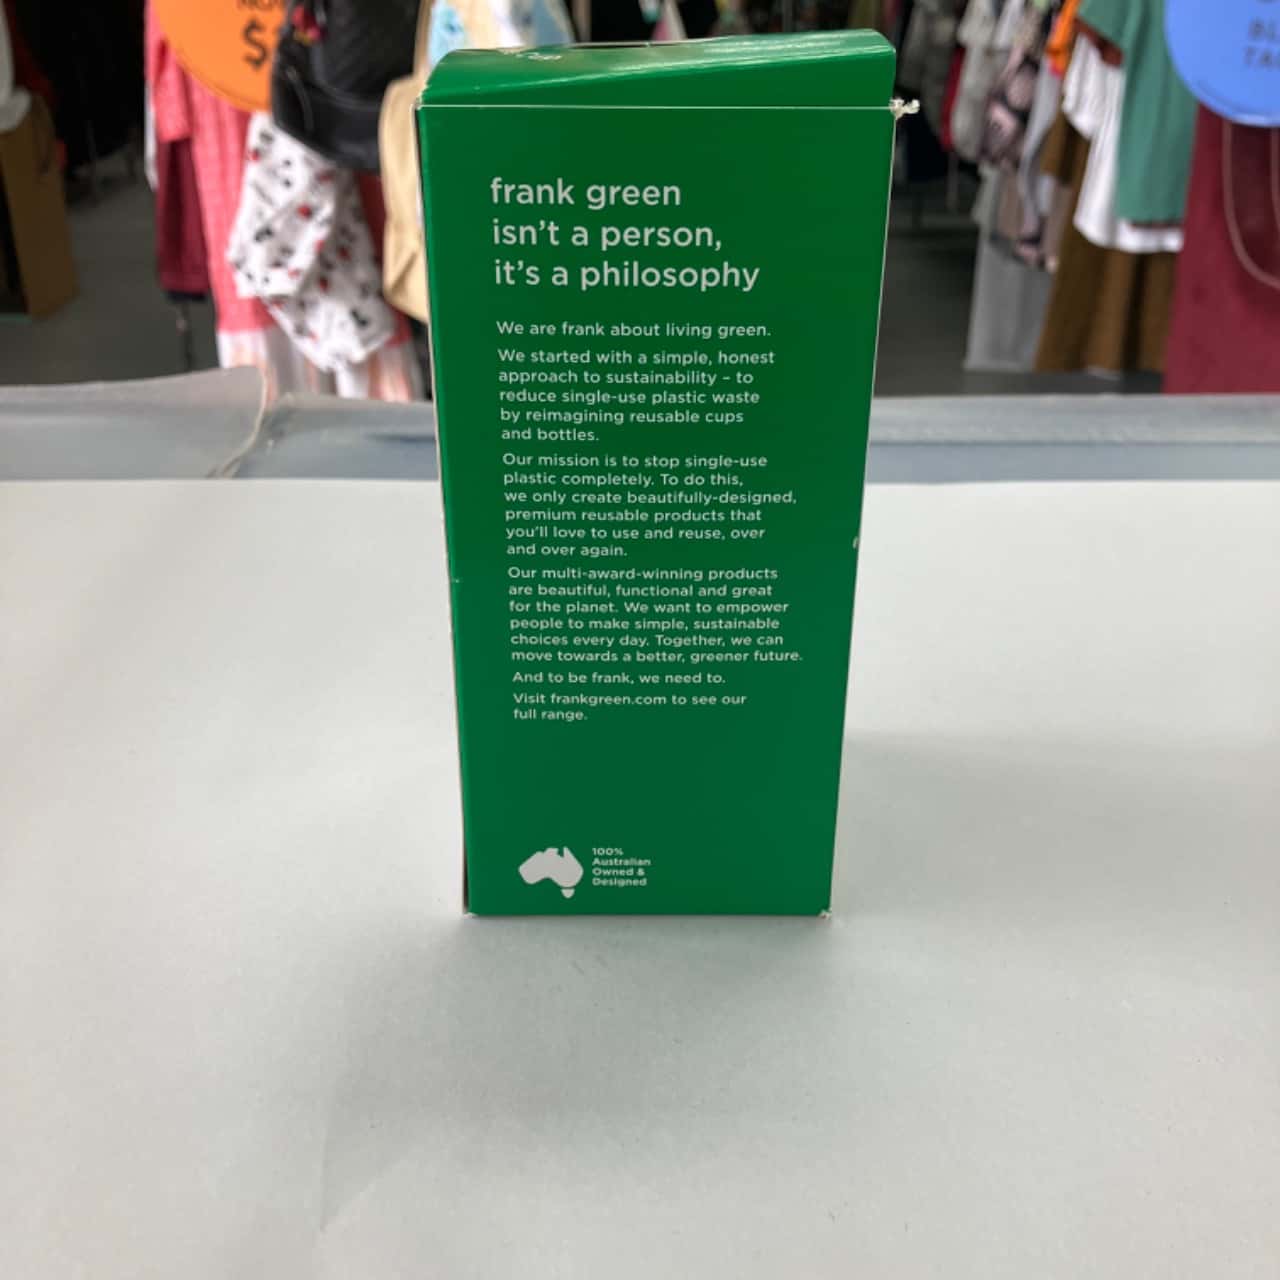 $
BL
TA
frank green
isn't a person,
it's a philosophy
We are frank about living green.
We started with a simple, honest
approach to sustainability – to
reduce single-use plastic waste
by reimagining reusable cups
and bottles.
Our mission is to stop single-use
plastic completely. To do this,
we only create beautifully-designed,
premium reusable products that
you'll love to use and reuse, over
and over again.
Our multi-award-winning products
are beautiful, functional and great
for the planet. We want to empower
people to make simple, sustainable
choices every day. Together, we can
move towards a better, greener future.
And to be frank, we need to.
Visit frankgreen.com to see our
full range.
100%
Australian
Owned &
Designed